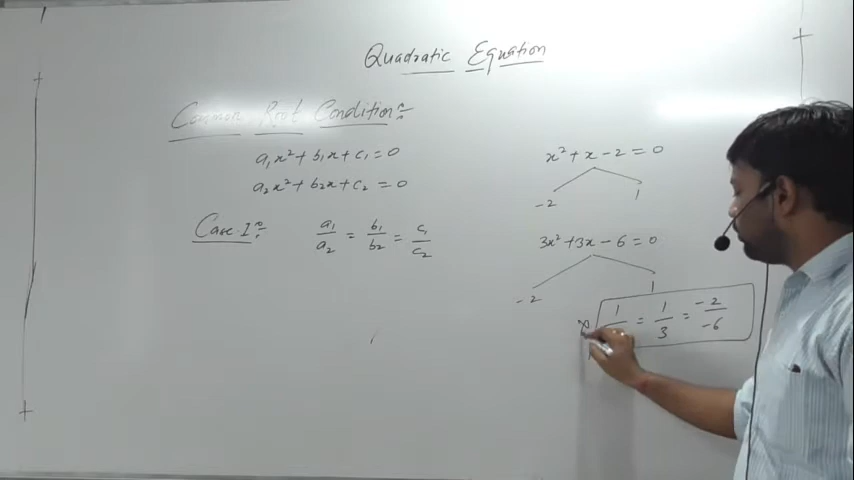 Quadratic Equation
Common Root Condition:-
a₁x² + b₁x + c₁ = 0
a₂x² + b₂x + c₂ = 0
Case-I:- a₁/a₂ = b₁/b₂ = c₁/c₂
x² + x - 2 = 0
-2 1
3x² + 3x - 6 = 0
-2 1
1 = 1/3 = -2/-6